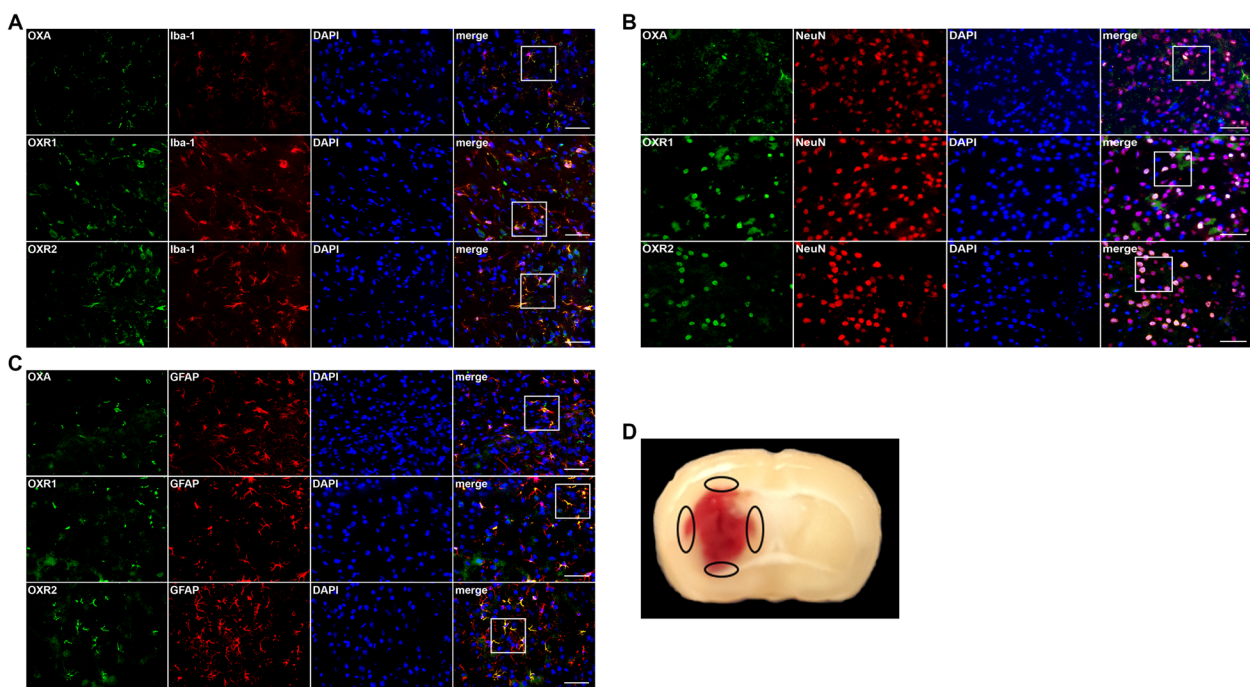 A
OXA Iba-1 DAPI merge
OXR1 Iba-1 DAPI merge
OXR2 Iba-1 DAPI merge
B
OXA NeuN DAPI merge
OXR1 NeuN DAPI merge
OXR2 NeuN DAPI merge
C
OXA GFAP DAPI merge
OXR1 GFAP DAPI merge
OXR2 GFAP DAPI merge
D